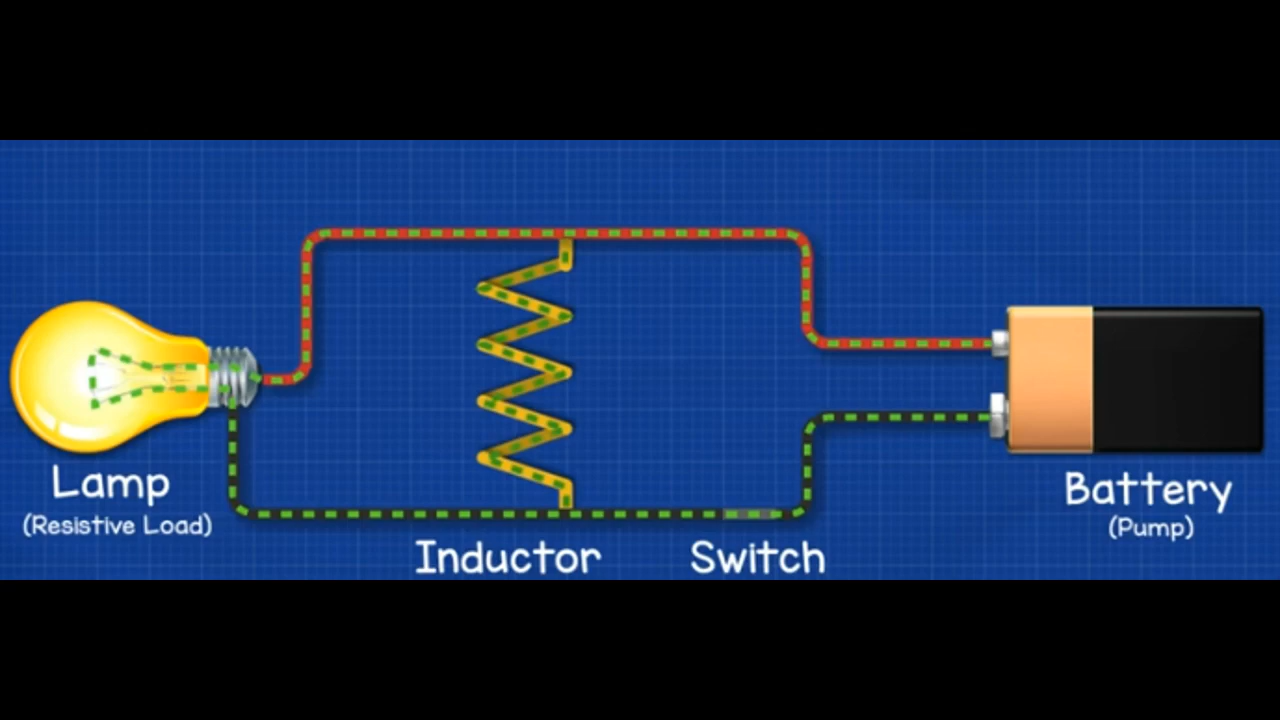 Lamp
(Resistive Load)
Inductor
Switch
Battery
(Pump)